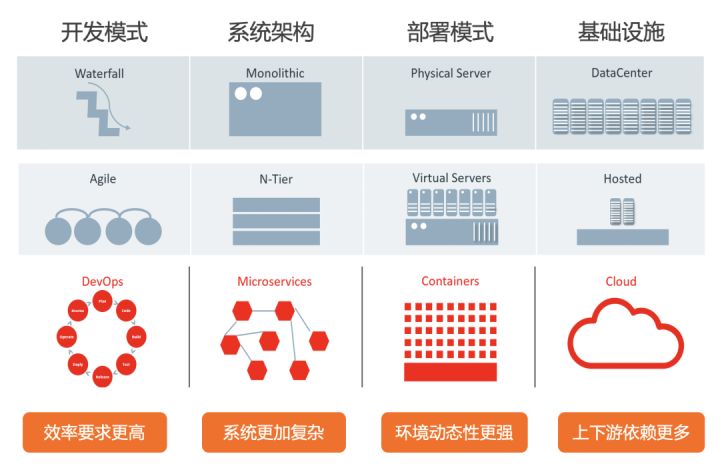 开发模式
系统架构
部署模式
基础设施
Waterfall
Monolithic
Physical Server
DataCenter
Agile
N-Tier
Virtual Servers
Hosted
DevOps
Microservices
Containers
Cloud
Plan
Code
Build
Test
Release
Deploy
Operate
效率要求更高
系统更加复杂
环境动态性更强
上下游依赖更多